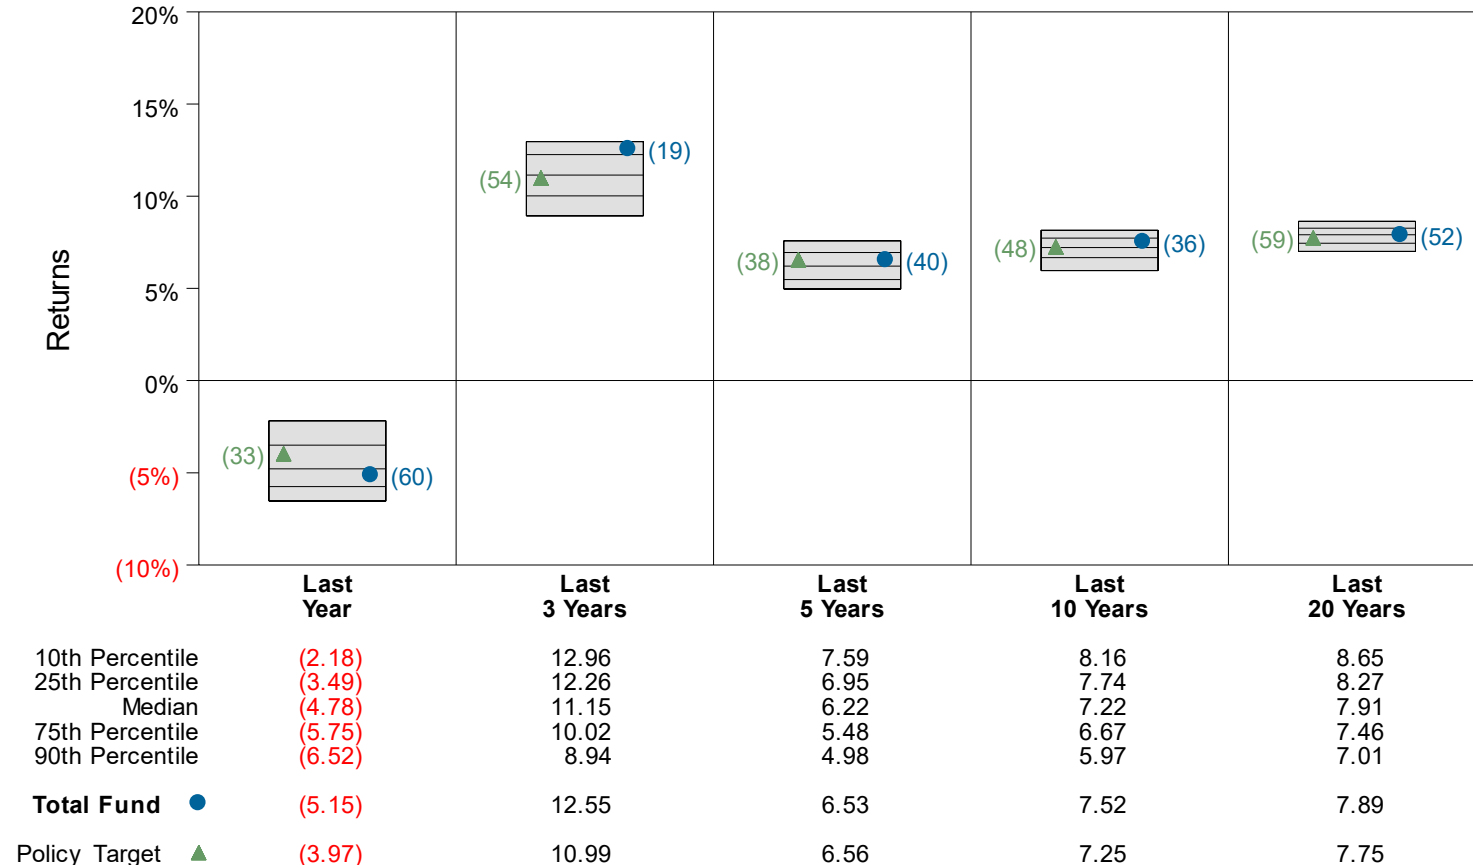 20%
15%
10%
5%
0%
(5%)
(10%)
Returns
(33)
(60)
(54)
(19)
(38)
(40)
(48)
(36)
(59)
(52)
Last Year
Last 3 Years
Last 5 Years
Last 10 Years
Last 20 Years
10th Percentile (2.18) 12.96 7.59 8.16 8.65
25th Percentile (3.49) 12.26 6.95 7.74 8.27
Median (4.78) 11.15 6.22 7.22 7.91
75th Percentile (5.75) 10.02 5.48 6.67 7.46
90th Percentile (6.52) 8.94 4.98 5.97 7.01
Total Fund (5.15) 12.55 6.53 7.52 7.89
Policy Target (3.97) 10.99 6.56 7.25 7.75